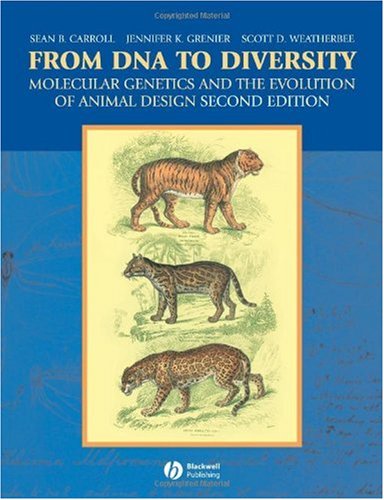 SEAN B. CARROLL   JENNIFER K. GRENIER   SCOTT D. WEATHERBEE
FROM DNA TO DIVERSITY
MOLECULAR GENETICS AND THE EVOLUTION
OF ANIMAL DESIGN SECOND EDITION
Blackwell
Publishing